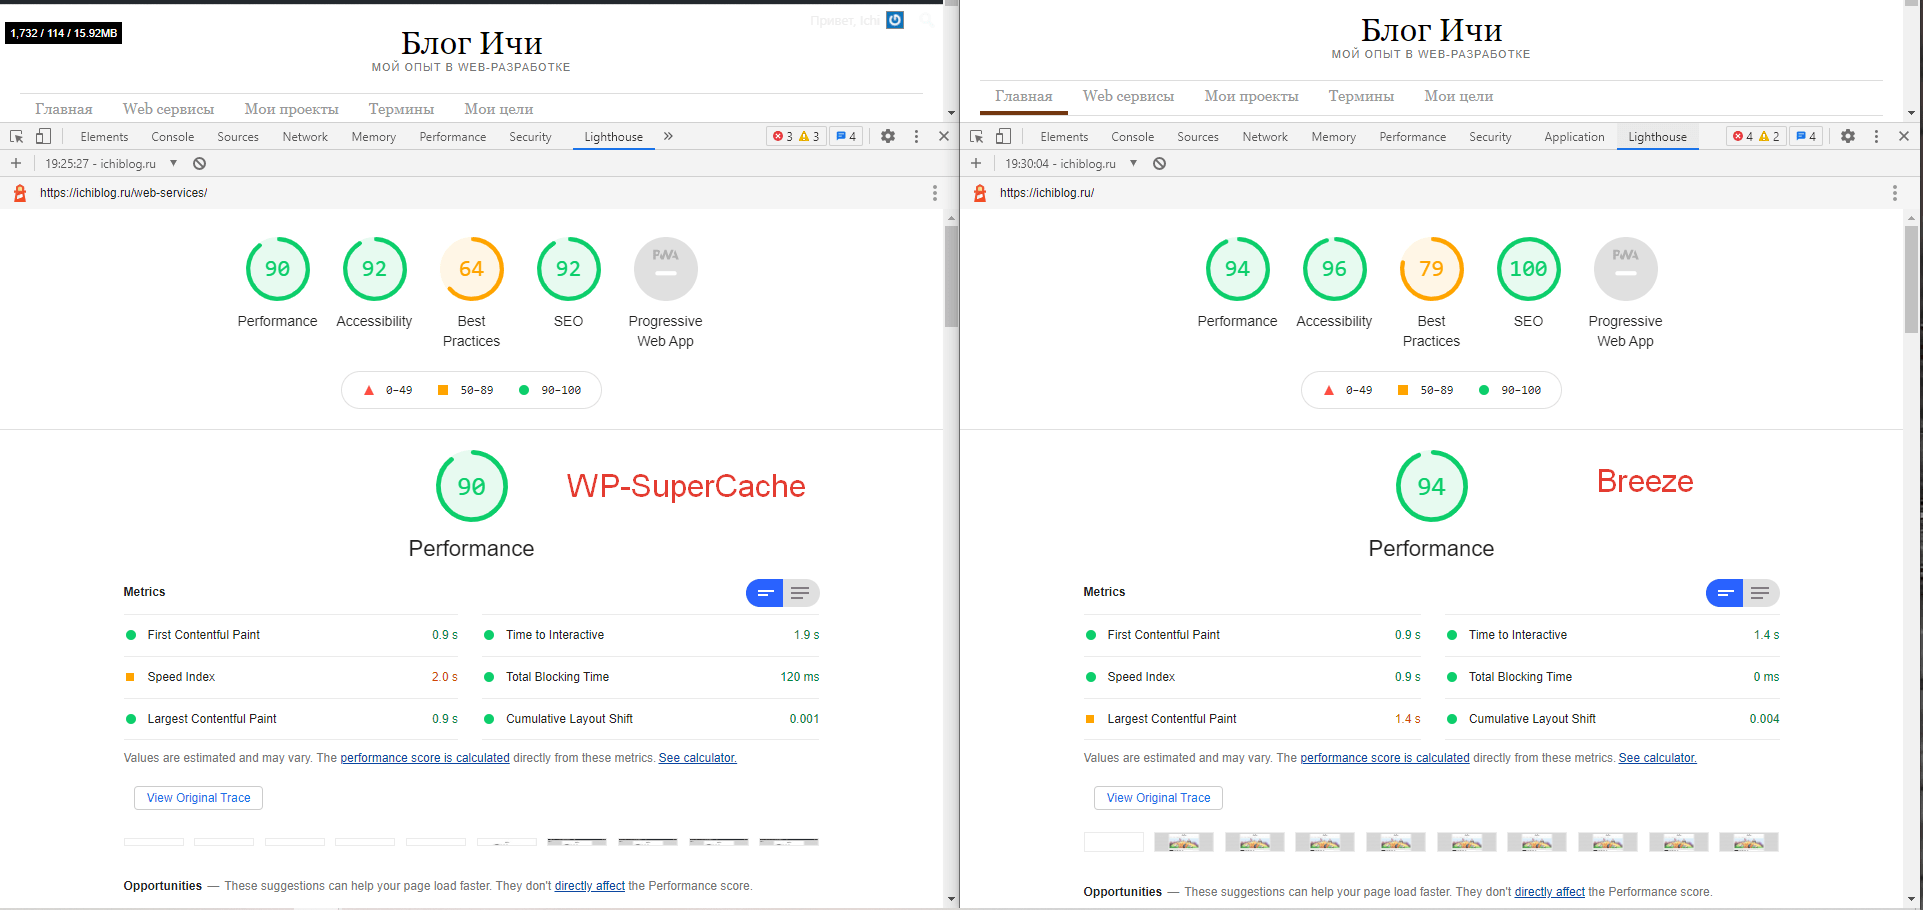 Привет, Ichi
1,732 / 114 / 15.92MB
Блог Ичи
МОЙ ОПЫТ В WEB-РАЗРАБОТКЕ
Главная Web сервисы Мои проекты Термины Мои цели
Elements Console Sources Network Memory Performance Security Lighthouse 3 3 4
19:25:27 - ichiblog.ru
https://ichiblog.ru/web-services/
90 92 64 92 PWA
Performance Accessibility Best Practices SEO Progressive Web App
0–49 50–89 90–100
90 WP-SuperCache
Performance
Metrics
First Contentful Paint 0.9 s Time to Interactive 1.9 s
Speed Index 2.0 s Total Blocking Time 120 ms
Largest Contentful Paint 0.9 s Cumulative Layout Shift 0.001
Values are estimated and may vary. The performance score is calculated directly from these metrics. See calculator.
View Original Trace
Opportunities — These suggestions can help your page load faster. They don't directly affect the Performance score.
Блог Ичи
МОЙ ОПЫТ В WEB-РАЗРАБОТКЕ
Главная Web сервисы Мои проекты Термины Мои цели
Elements Console Sources Network Memory Performance Security Application Lighthouse 4 2 4
19:30:04 - ichiblog.ru
https://ichiblog.ru/
94 96 79 100 PWA
Performance Accessibility Best Practices SEO Progressive Web App
0–49 50–89 90–100
94 Breeze
Performance
Metrics
First Contentful Paint 0.9 s Time to Interactive 1.4 s
Speed Index 0.9 s Total Blocking Time 0 ms
Largest Contentful Paint 1.4 s Cumulative Layout Shift 0.004
Values are estimated and may vary. The performance score is calculated directly from these metrics. See calculator.
View Original Trace
Opportunities — These suggestions can help your page load faster. They don't directly affect the Performance score.